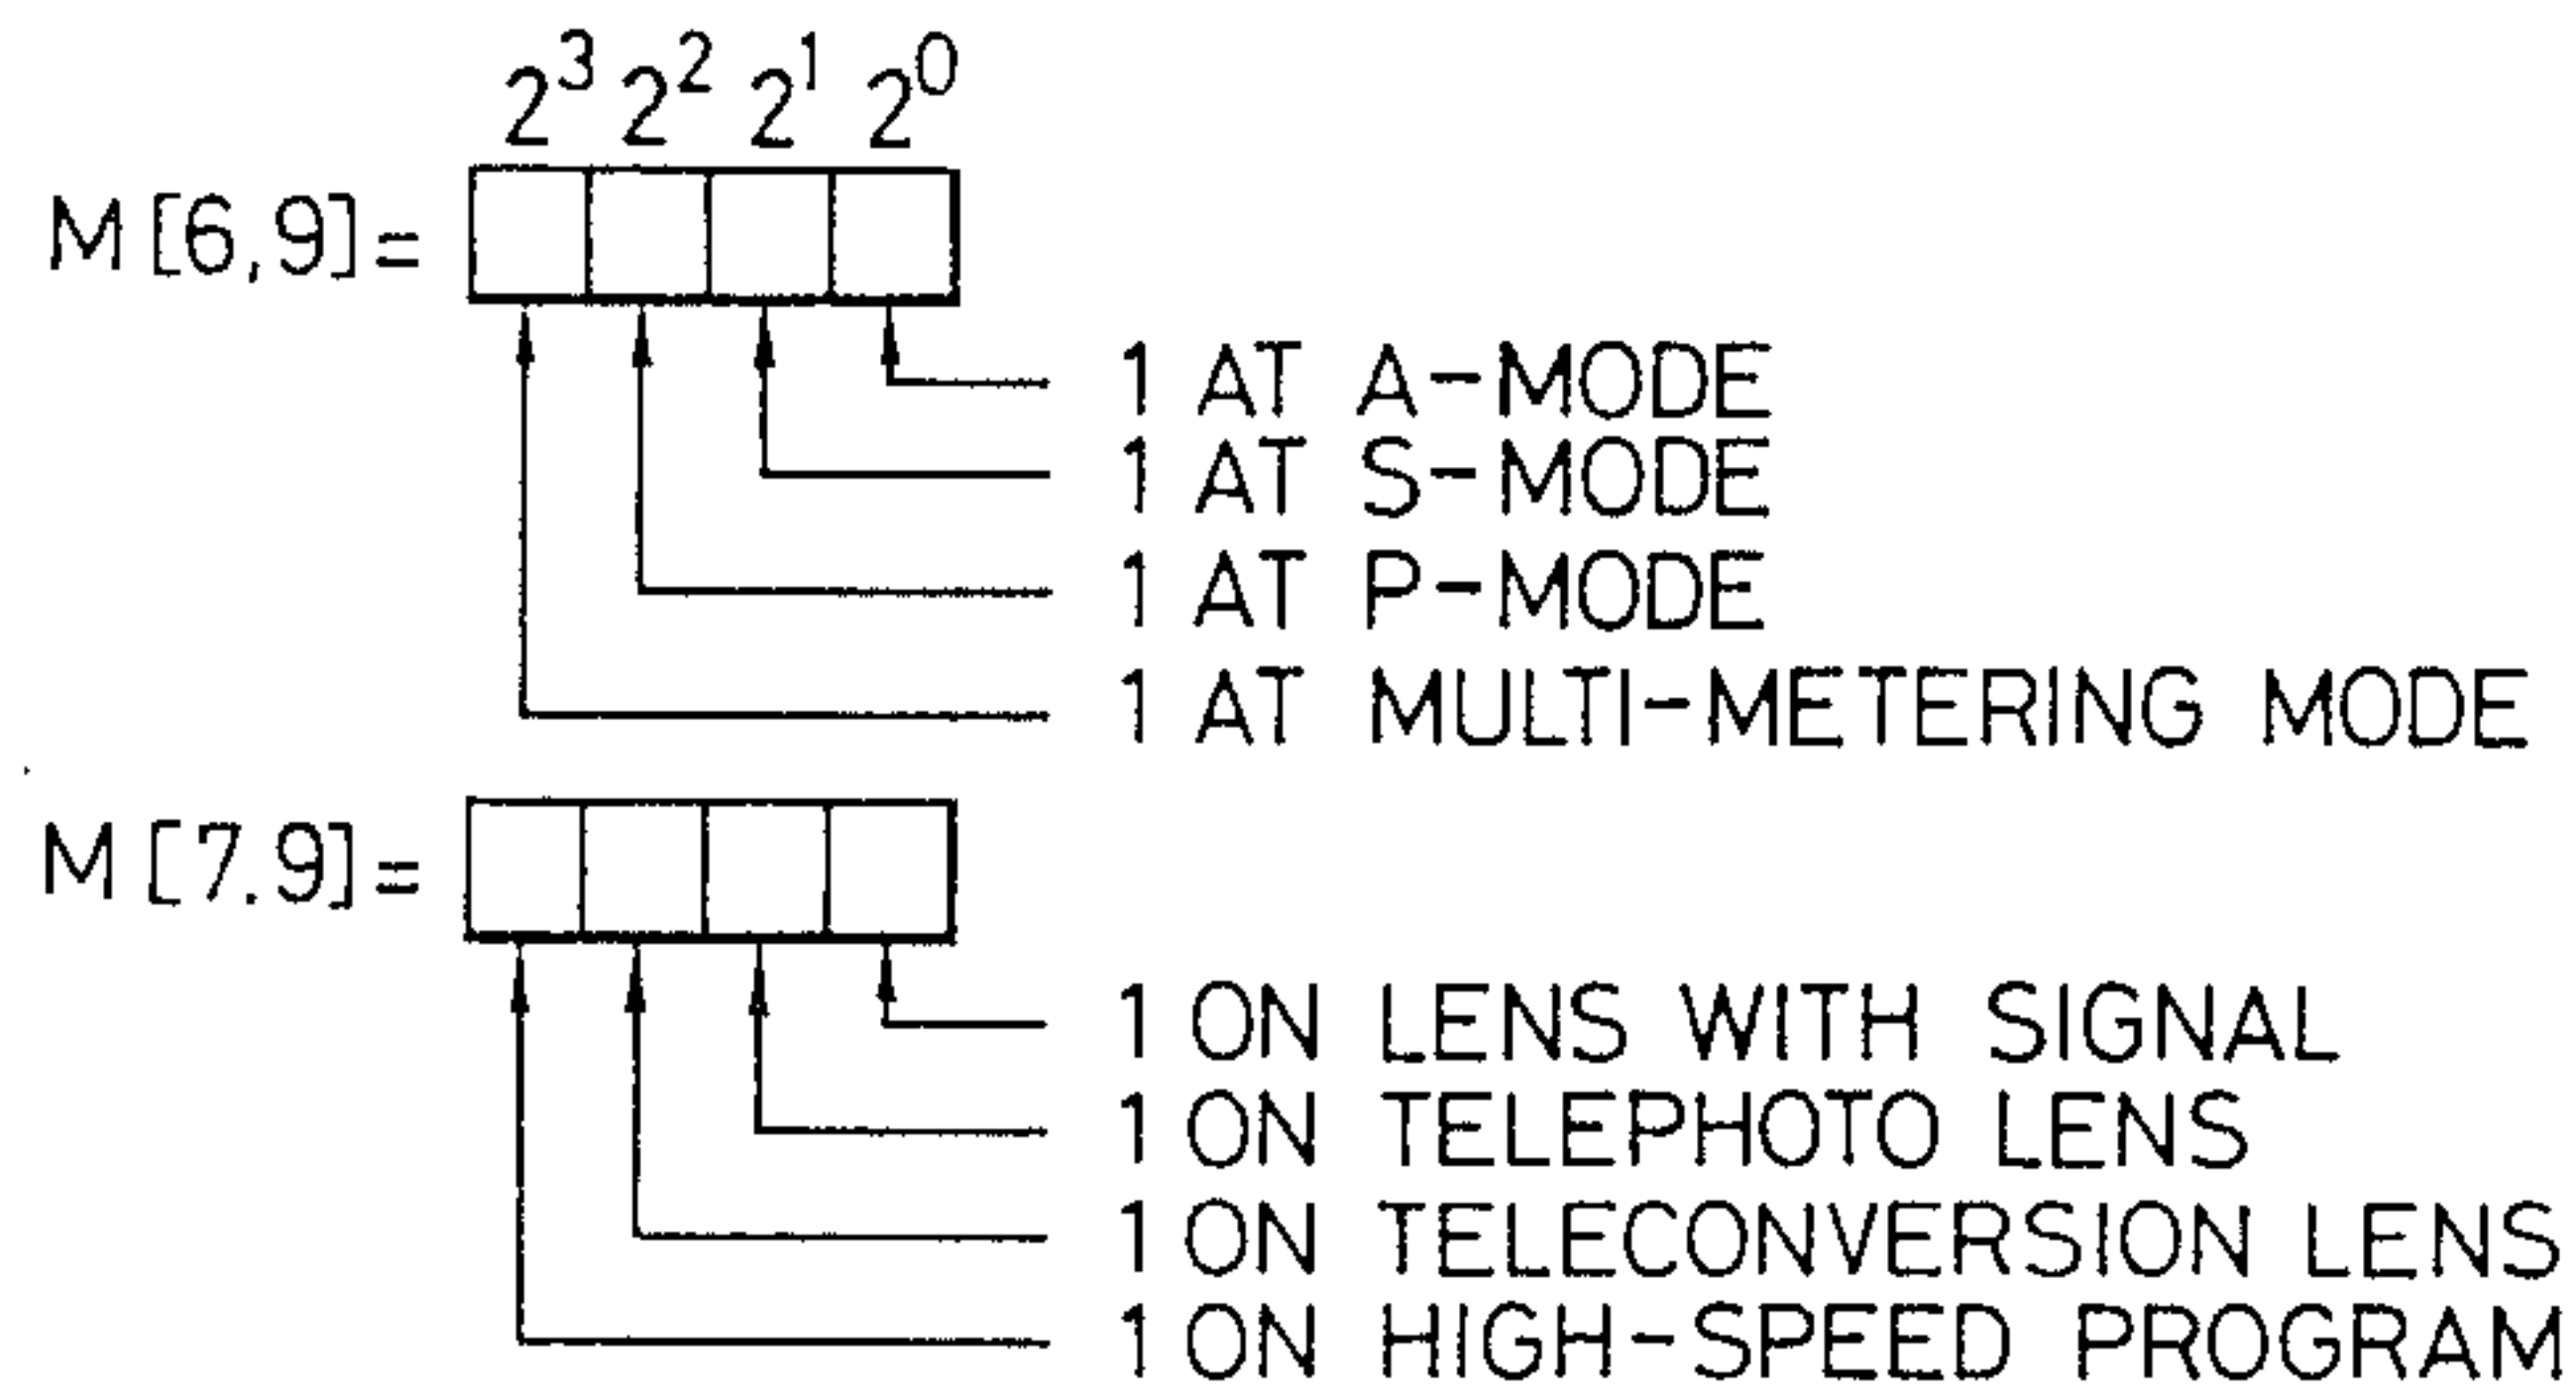 2³ 2² 2¹ 2⁰
M[6,9]=
1 AT A-MODE
1 AT S-MODE
1 AT P-MODE
1 AT MULTI-METERING MODE
M[7.9]=
1 ON LENS WITH SIGNAL
1 ON TELEPHOTO LENS
1 ON TELECONVERSION LENS
1 ON HIGH-SPEED PROGRAM